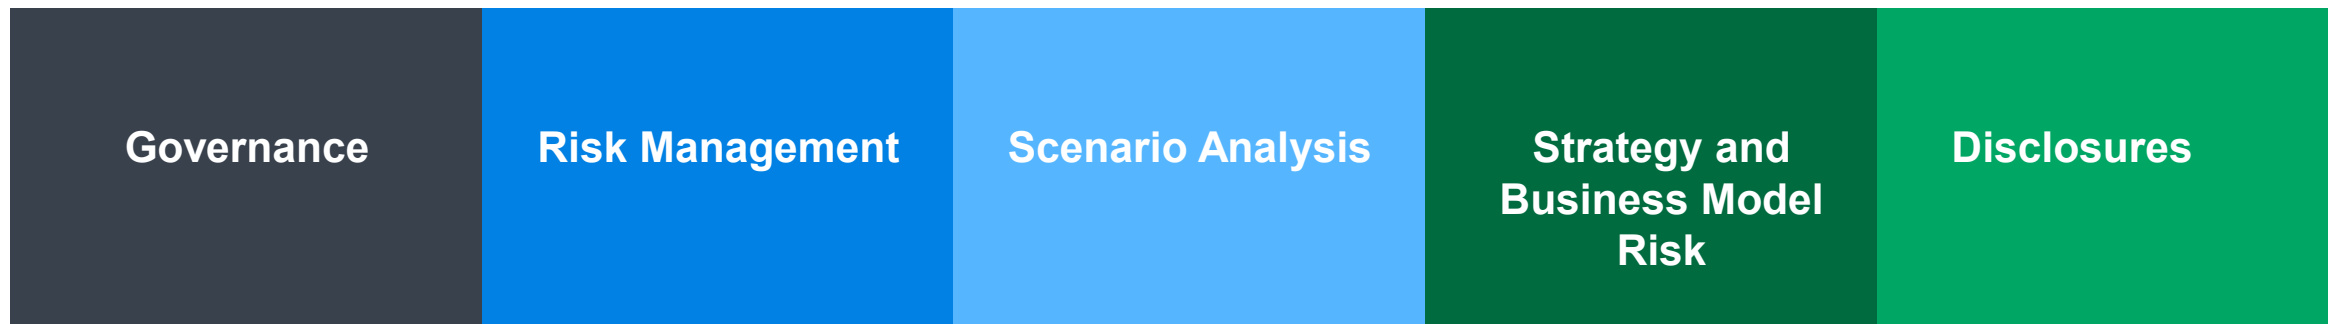 Governance
Risk Management
Scenario Analysis
Strategy and
Business Model
Risk
Disclosures